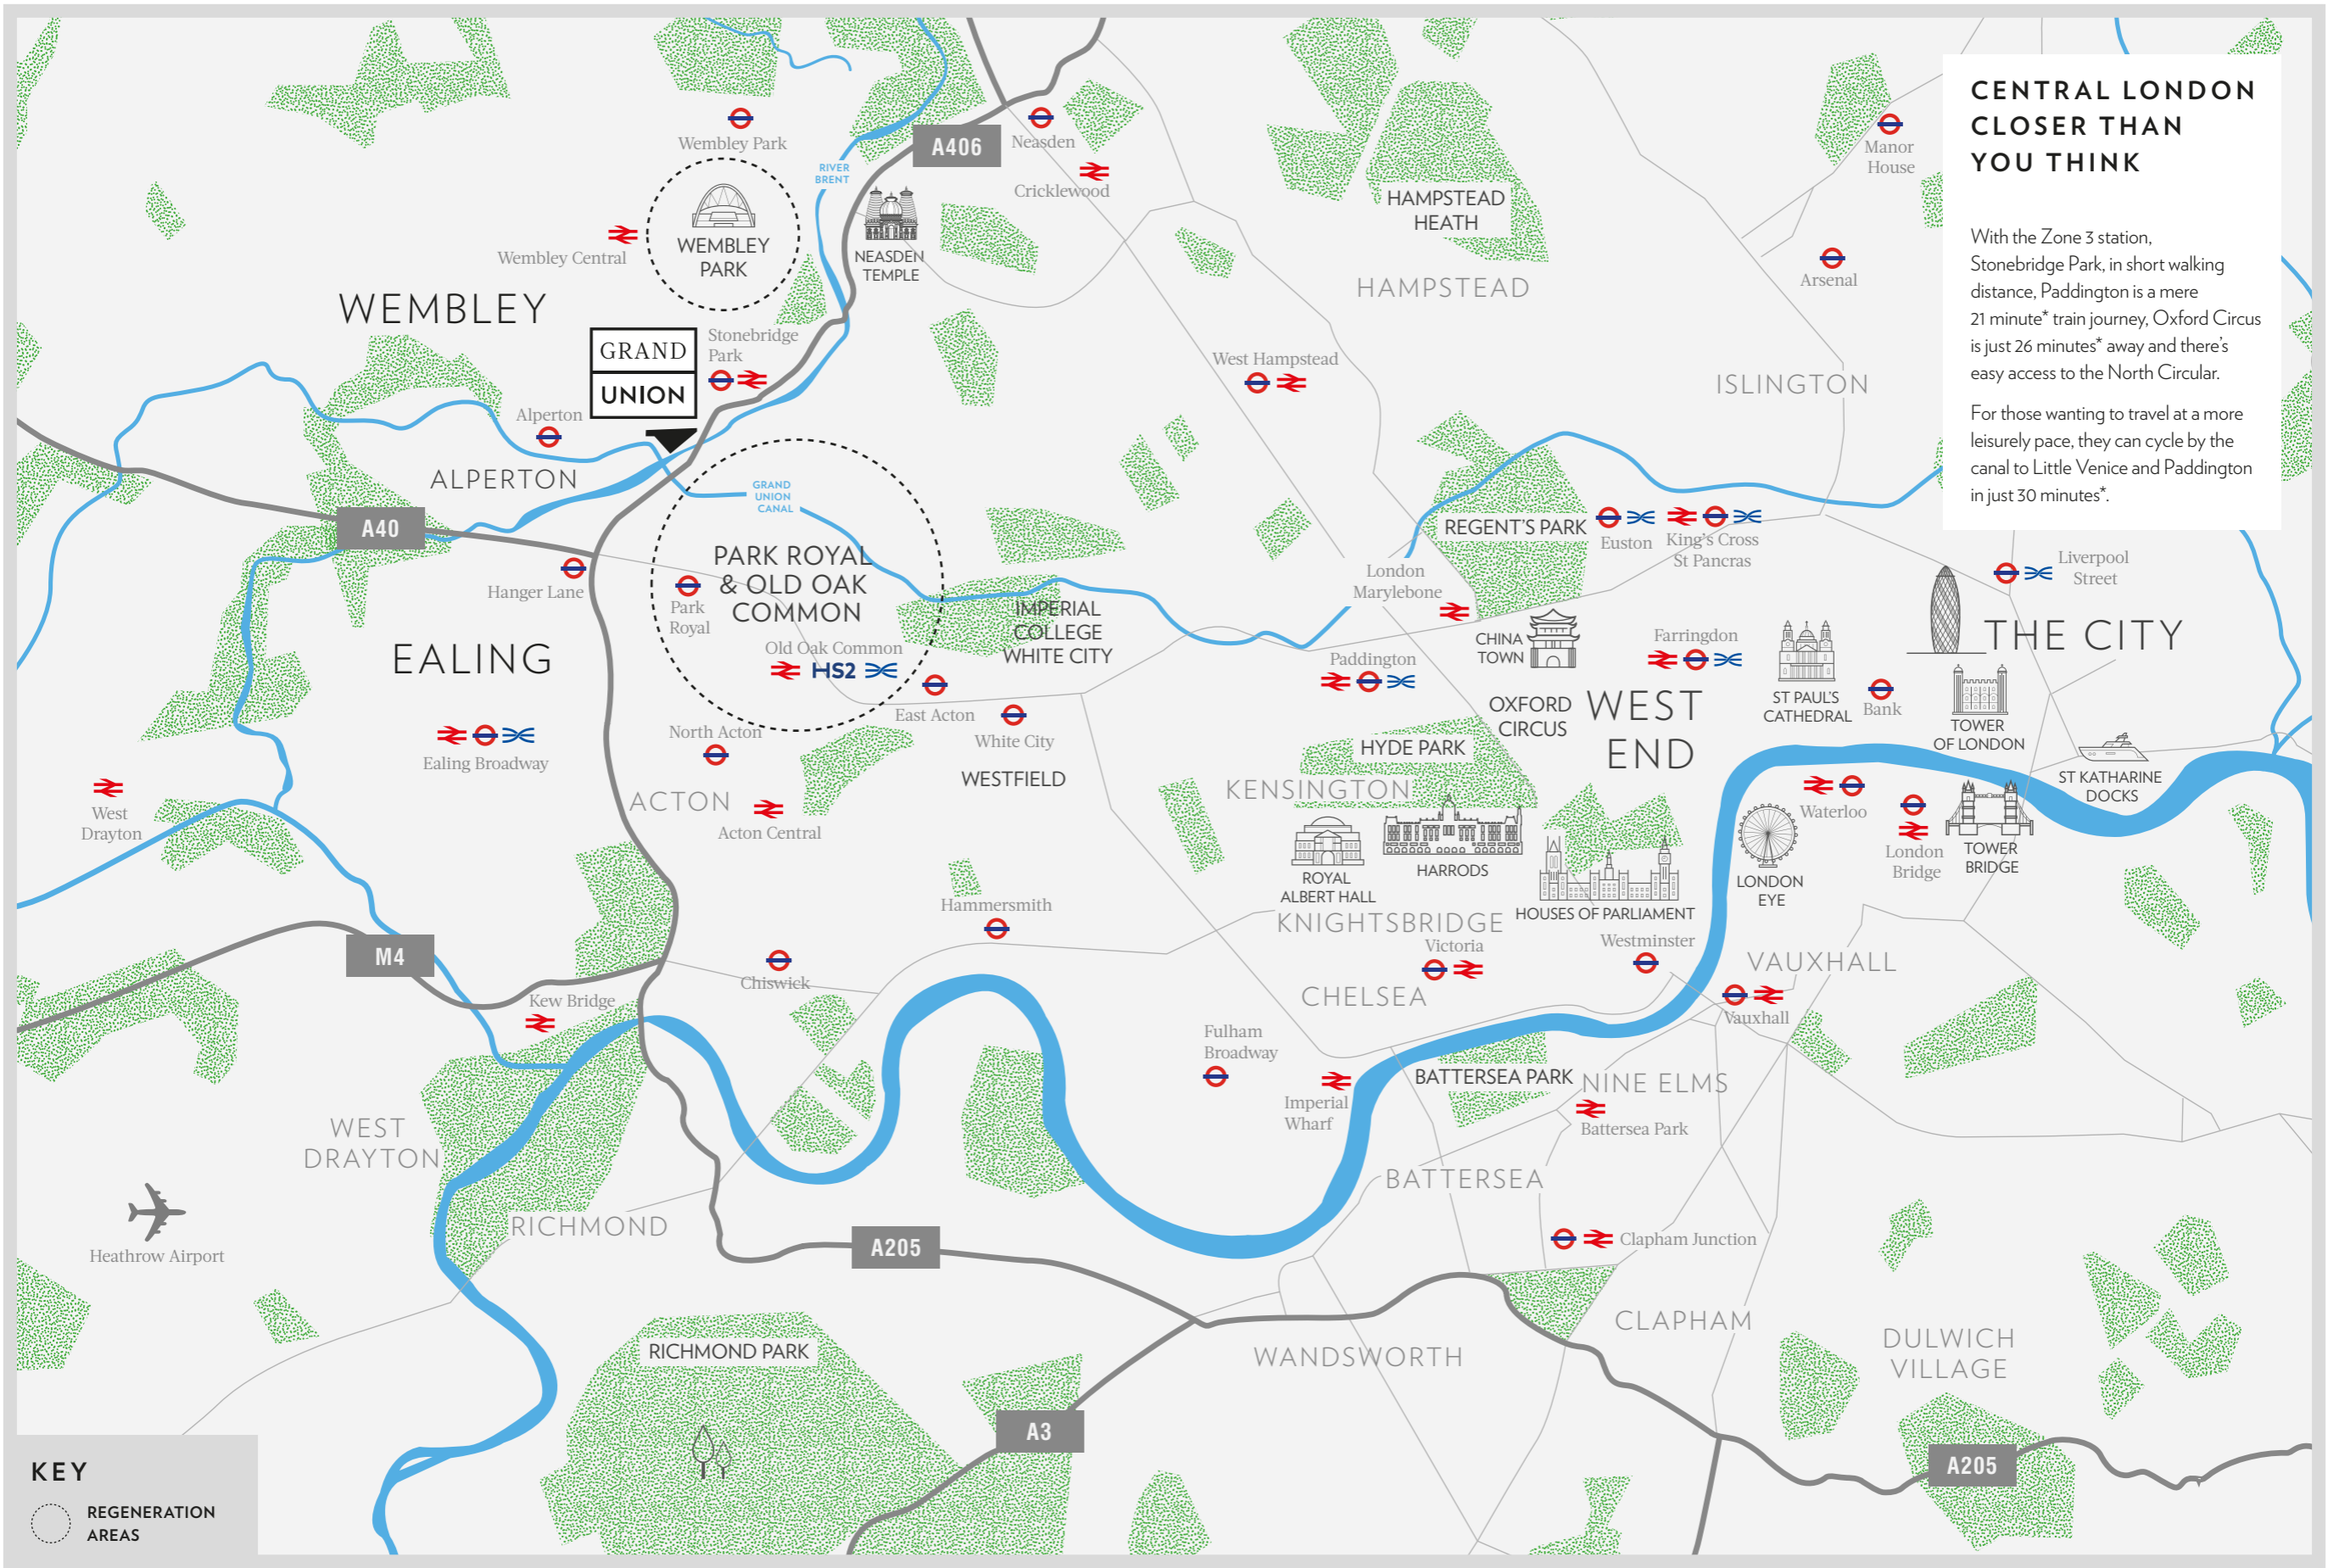 CENTRAL LONDON
CLOSER THAN
YOU THINK
With the Zone 3 station,
Stonebridge Park, in short walking
distance, Paddington is a mere
21 minute* train journey, Oxford Circus
is just 26 minutes* away and there's
easy access to the North Circular.
For those wanting to travel at a more
leisurely pace, they can cycle by the
canal to Little Venice and Paddington
in just 30 minutes*.
Wembley Park
A406
Neasden
Cricklewood
RIVER
BRENT
Manor
House
HAMPSTEAD
HEATH
Wembley Central
WEMBLEY
PARK
NEASDEN
TEMPLE
Arsenal
HAMPSTEAD
WEMBLEY
GRAND
UNION
Stonebridge
Park
West Hampstead
ISLINGTON
Alperton
ALPERTON
GRAND
UNION
CANAL
A40
REGENT'S PARK
Euston
King's Cross
St Pancras
Liverpool
Street
Hanger Lane
Park
Royal
PARK ROYAL
& OLD OAK
COMMON
Old Oak Common
HS2
IMPERIAL
COLLEGE
WHITE CITY
London
Marylebone
CHINA
TOWN
Farringdon
THE CITY
EALING
Paddington
East Acton
OXFORD
CIRCUS
WEST
END
ST PAUL'S
CATHEDRAL
Bank
TOWER
OF LONDON
Ealing Broadway
North Acton
White City
WESTFIELD
HYDE PARK
KENSINGTON
ST KATHARINE
DOCKS
West
Drayton
ACTON
Acton Central
Waterloo
London
Bridge
TOWER
BRIDGE
ROYAL
ALBERT HALL
HARRODS
HOUSES OF PARLIAMENT
LONDON
EYE
Hammersmith
KNIGHTSBRIDGE
Victoria
Westminster
M4
Chiswick
VAUXHALL
Vauxhall
Kew Bridge
CHELSEA
Fulham
Broadway
Imperial
Wharf
BATTERSEA PARK
NINE ELMS
Battersea Park
WEST
DRAYTON
BATTERSEA
Heathrow Airport
RICHMOND
A205
Clapham Junction
CLAPHAM
RICHMOND PARK
WANDSWORTH
DULWICH
VILLAGE
A3
A205
KEY
REGENERATION
AREAS